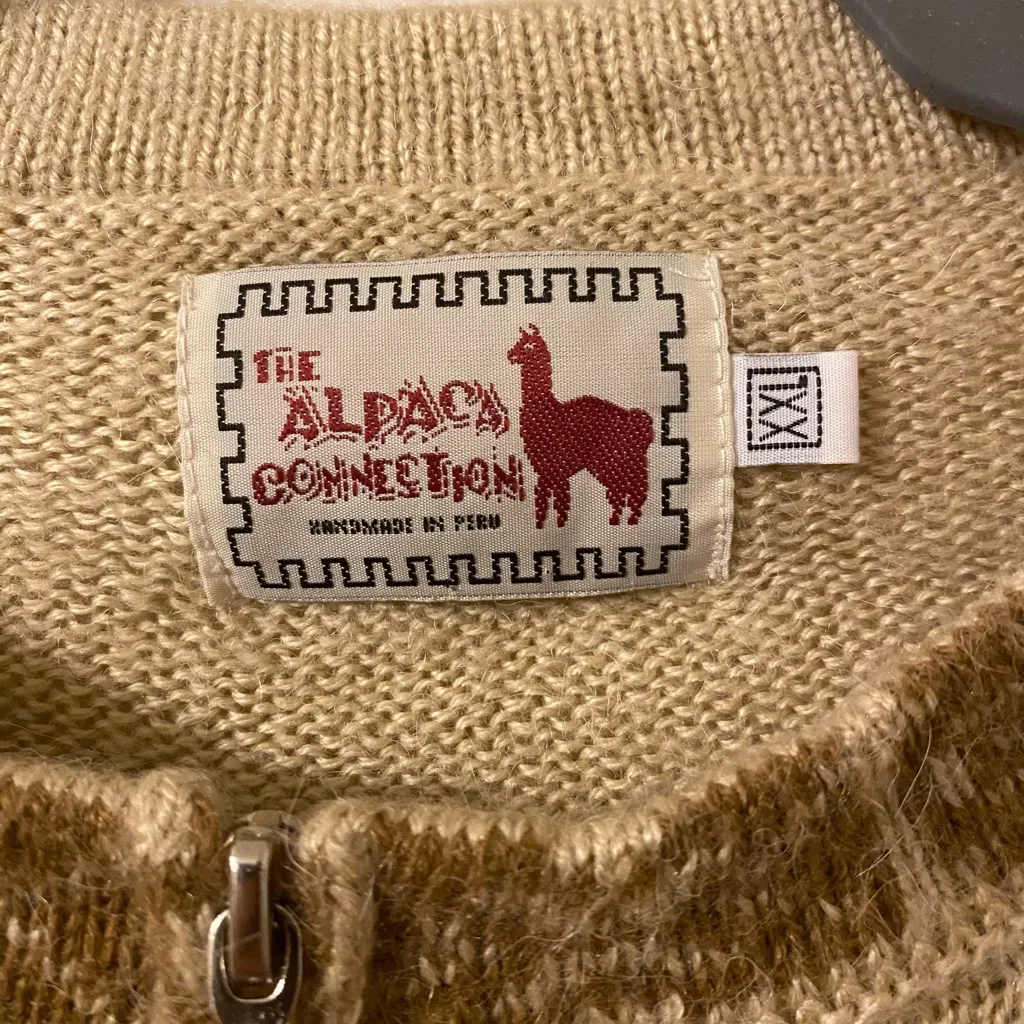 THE
ALPACA
CONNECTION
HANDMADE IN PERU
XXL